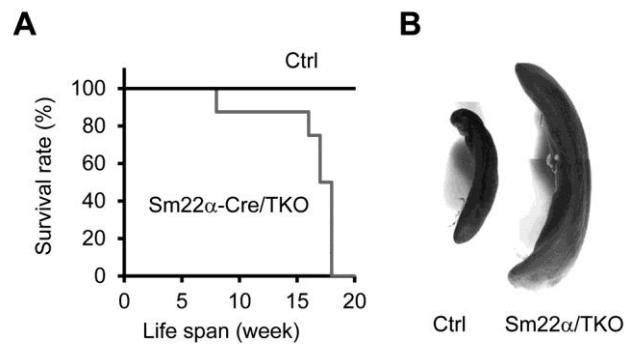 A
Ctrl
100
80
60
40
20
0
Survival rate (%)
Sm22α-Cre/TKO
0 5 10 15 20
Life span (week)
B
Ctrl Sm22α/TKO